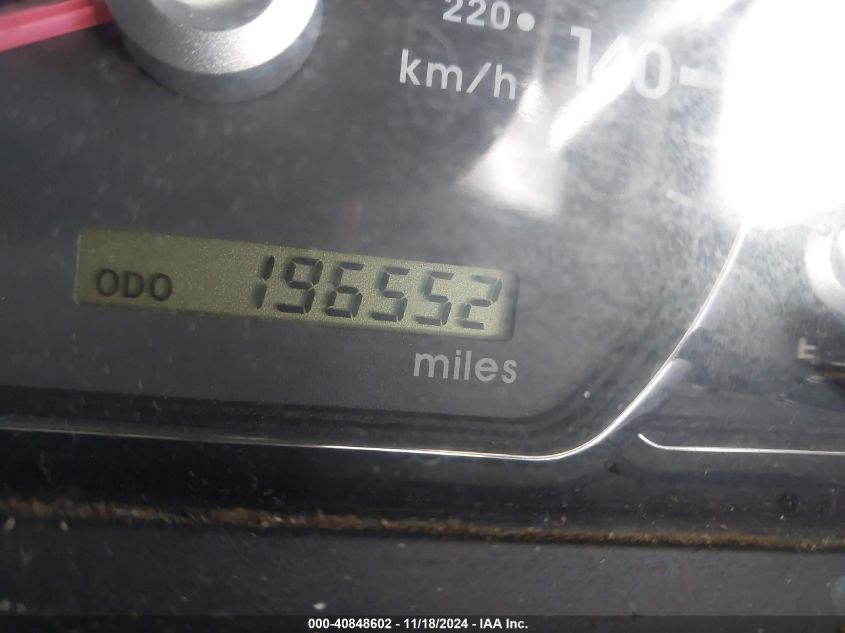 220
140
km/h
ODO 196552
miles
E
000-40848602 - 11/18/2024 - IAA Inc.